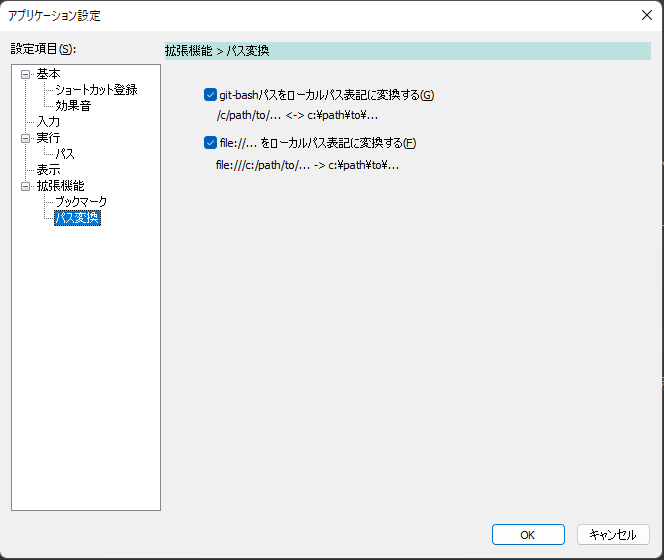 アプリケーション設定
設定項目(S):
拡張機能 > パス変換
基本
ショートカット登録
効果音
入力
実行
パス
表示
拡張機能
ブックマーク
パス変換
git-bashパスをローカルパス表記に変換する(G)
/c/path/to/... <-> c:¥path¥to¥...
file://... をローカルパス表記に変換する(F)
file:///c:/path/to/... -> c:¥path¥to¥...
OK
キャンセル